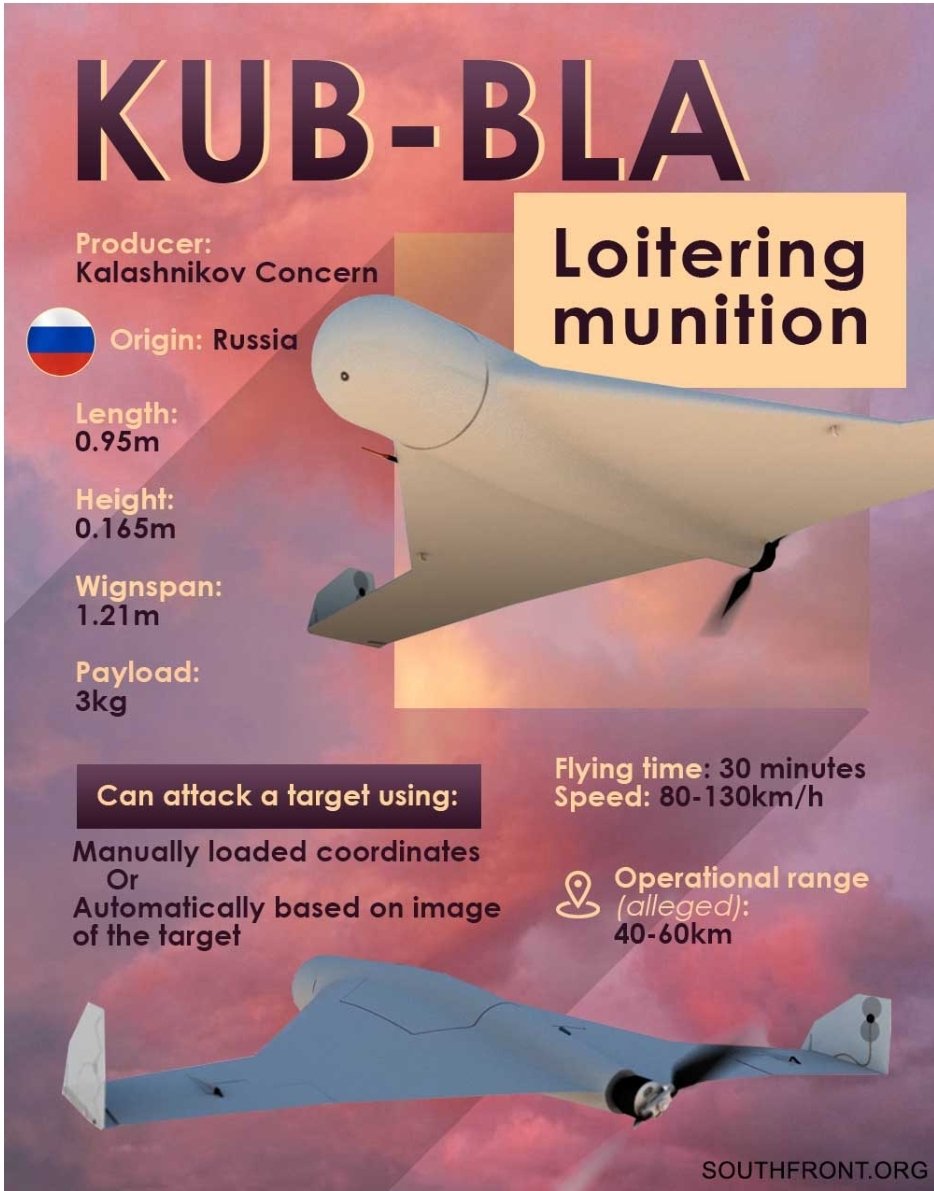 KUB-BLA
Loitering
munition
Producer:
Kalashnikov Concern
Origin: Russia
Length:
0.95m
Height:
0.165m
Wignspan:
1.21m
Payload:
3kg
Can attack a target using:
Manually loaded coordinates
Or
Automatically based on image
of the target
Flying time: 30 minutes
Speed: 80-130km/h
Operational range
(alleged):
40-60km
SOUTHFRONT.ORG